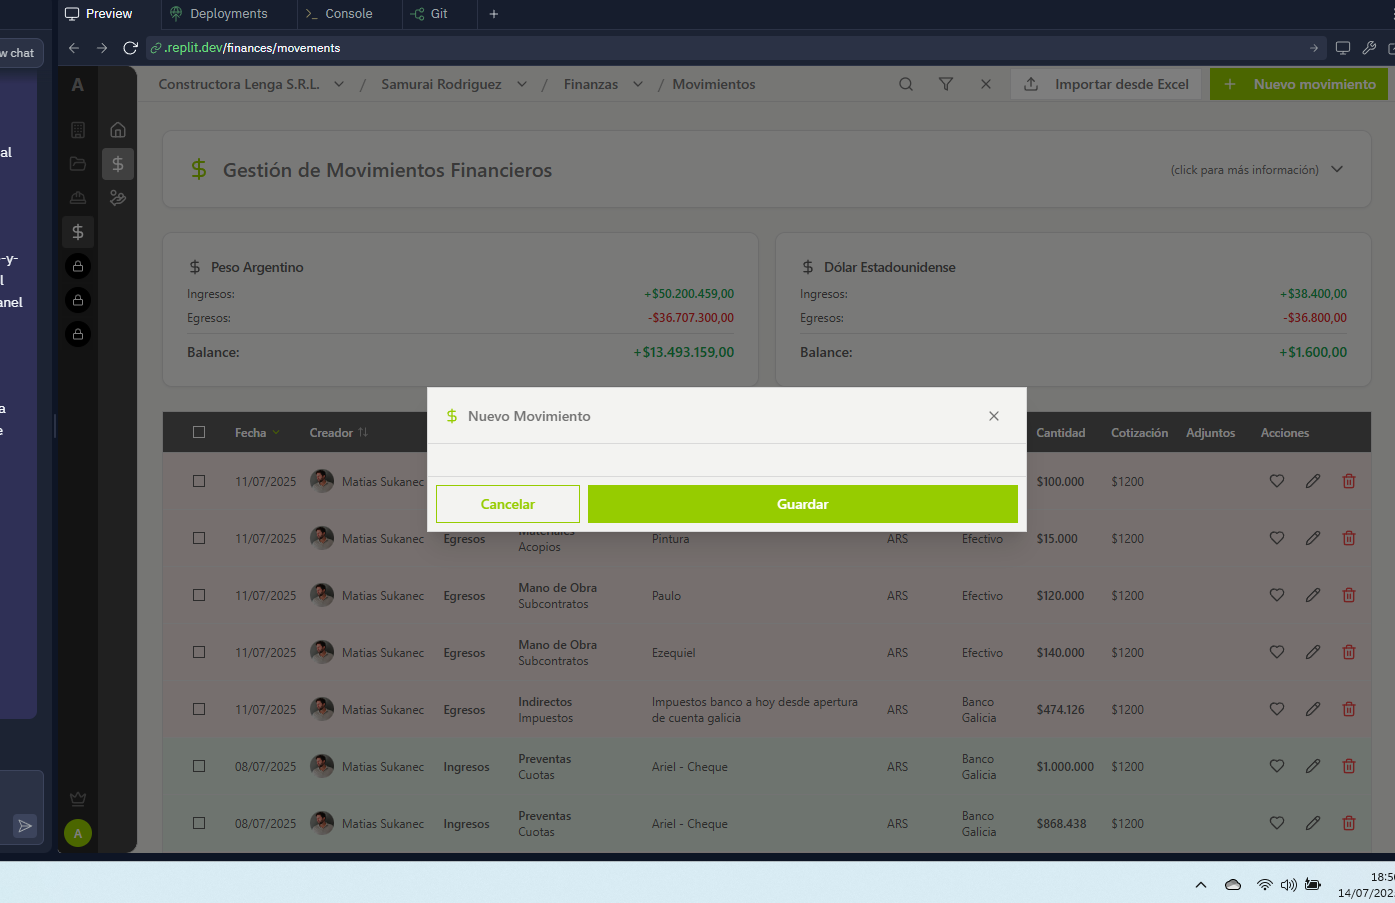 Preview
Deployments
Console
Git
w chat
.replit.dev/finances/movements
A
Constructora Lenga S.R.L. / Samurai Rodriguez / Finanzas / Movimientos
Importar desde Excel
+ Nuevo movimiento
al
-y-
l
anel
a
e
$ Gestión de Movimientos Financieros
(click para más información)
$ Peso Argentino
Ingresos: +$50.200.459,00
Egresos: -$36.707.300,00
Balance: +$13.493.159,00
$ Dólar Estadounidense
Ingresos: +$38.400,00
Egresos: -$36.800,00
Balance: +$1.600,00
$ Nuevo Movimiento
Cancelar
Guardar
Fecha Creador Cantidad Cotización Adjuntos Acciones
11/07/2025 Matias Sukanec $100.000 $1200
11/07/2025 Matias Sukanec Egresos Materiales Pintura ARS Efectivo $15.000 $1200
Acopios
11/07/2025 Matias Sukanec Egresos Mano de Obra Paulo ARS Efectivo $120.000 $1200
Subcontratos
11/07/2025 Matias Sukanec Egresos Mano de Obra Ezequiel ARS Efectivo $140.000 $1200
Subcontratos
11/07/2025 Matias Sukanec Egresos Indirectos Impuestos banco a hoy desde apertura ARS Banco $474.126 $1200
Impuestos de cuenta galicia Galicia
08/07/2025 Matias Sukanec Ingresos Preventas Ariel - Cheque ARS Banco $1.000.000 $1200
Cuotas Galicia
08/07/2025 Matias Sukanec Ingresos Preventas Ariel - Cheque ARS Banco $868.438 $1200
Cuotas Galicia
A
18:5
14/07/202